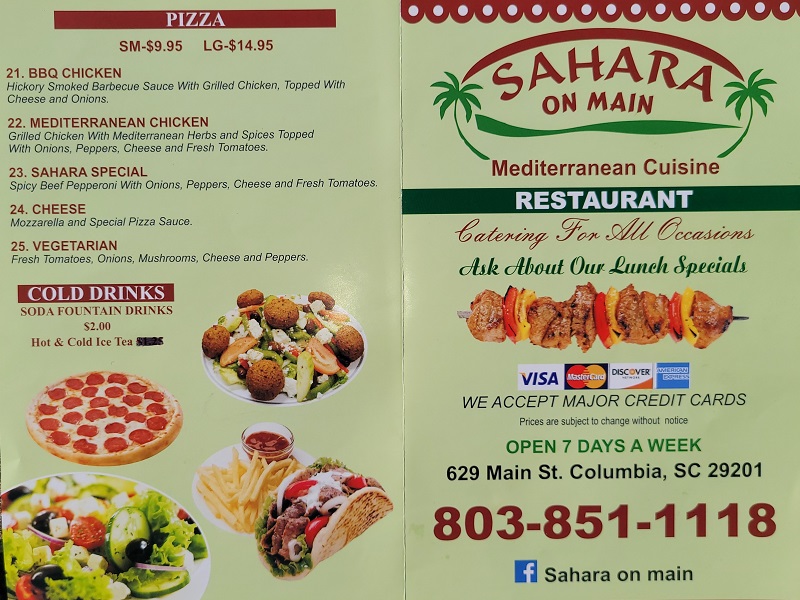 PIZZA
SM-$9.95 LG-$14.95
21. BBQ CHICKEN
Hickory Smoked Barbecue Sauce With Grilled Chicken, Topped With
Cheese and Onions.
22. MEDITERRANEAN CHICKEN
Grilled Chicken With Mediterranean Herbs and Spices Topped
With Onions, Peppers, Cheese and Fresh Tomatoes.
23. SAHARA SPECIAL
Spicy Beef Pepperoni With Onions, Peppers, Cheese and Fresh Tomatoes.
24. CHEESE
Mozzarella and Special Pizza Sauce.
25. VEGETARIAN
Fresh Tomatoes, Onions, Mushrooms, Cheese and Peppers.
COLD DRINKS
SODA FOUNTAIN DRINKS
$2.00
Hot & Cold Ice Tea
SAHARA
ON MAIN
Mediterranean Cuisine
RESTAURANT
Catering For All Occasions
Ask About Our Lunch Specials
VISA MasterCard DISCOVER NETWORK AMERICAN EXPRESS
WE ACCEPT MAJOR CREDIT CARDS
Prices are subject to change without notice
OPEN 7 DAYS A WEEK
629 Main St. Columbia, SC 29201
803-851-1118
f Sahara on main